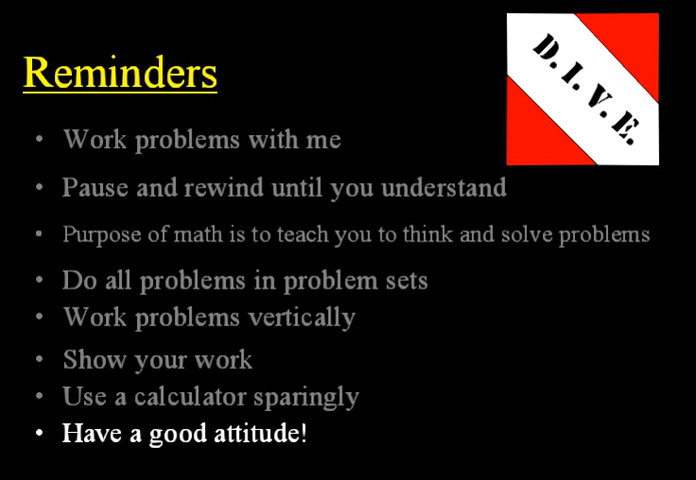 Reminders
D.I.V.E.
• Work problems with me
• Pause and rewind until you understand
• Purpose of math is to teach you to think and solve problems
• Do all problems in problem sets
• Work problems vertically
• Show your work
• Use a calculator sparingly
• Have a good attitude!